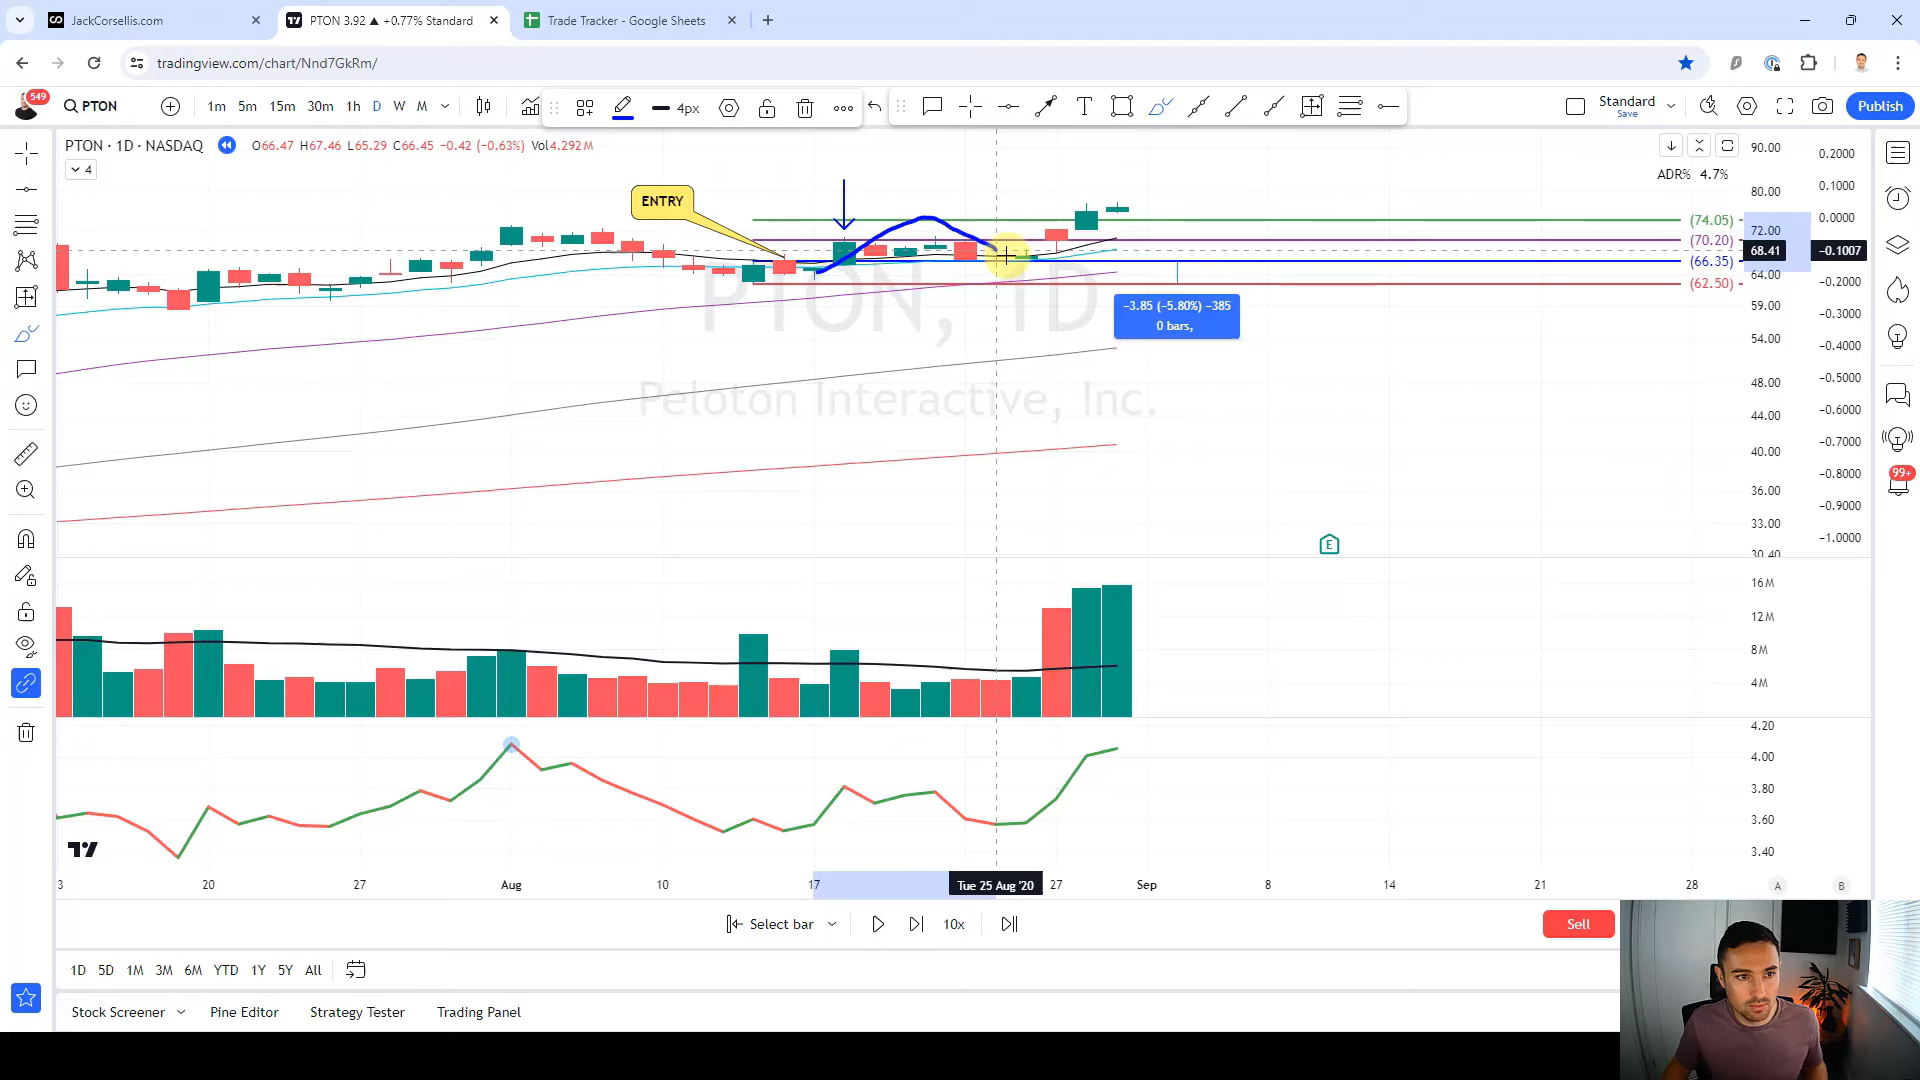 JackCorsellis.com
PTON 3.92 ▲ +0.77% Standard
Trade Tracker - Google Sheets
tradingview.com/chart/Nnd7GkRm/
549
PTON
1m 5m 15m 30m 1h D W M
4px
Standard
Save
Publish
PTON · 1D · NASDAQ
O66.47 H67.46 L65.29 C66.45 −0.42 (−0.63%) Vol4.292M
4
ADR% 4.7%
ENTRY
(74.05)
(70.20)
(66.35)
(62.50)
−3.85 (−5.80%) −385
0 bars,
PTON, 1D
Peloton Interactive, Inc.
E
90.00
80.00
72.00
68.41
64.00
59.00
54.00
48.00
44.00
40.00
36.00
33.00
30.40
0.2000
0.1000
0.0000
−0.1007
−0.2000
−0.3000
−0.4000
−0.5000
−0.6000
−0.7000
−0.8000
−0.9000
−1.0000
99+
16M
12M
8M
4M
4.20
4.00
3.80
3.60
3.40
3 20 27 Aug 10 17 Tue 25 Aug '20 27 Sep 8 14 21 28
A B
Select bar 10x
Sell
1D 5D 1M 3M 6M YTD 1Y 5Y All
Stock Screener Pine Editor Strategy Tester Trading Panel